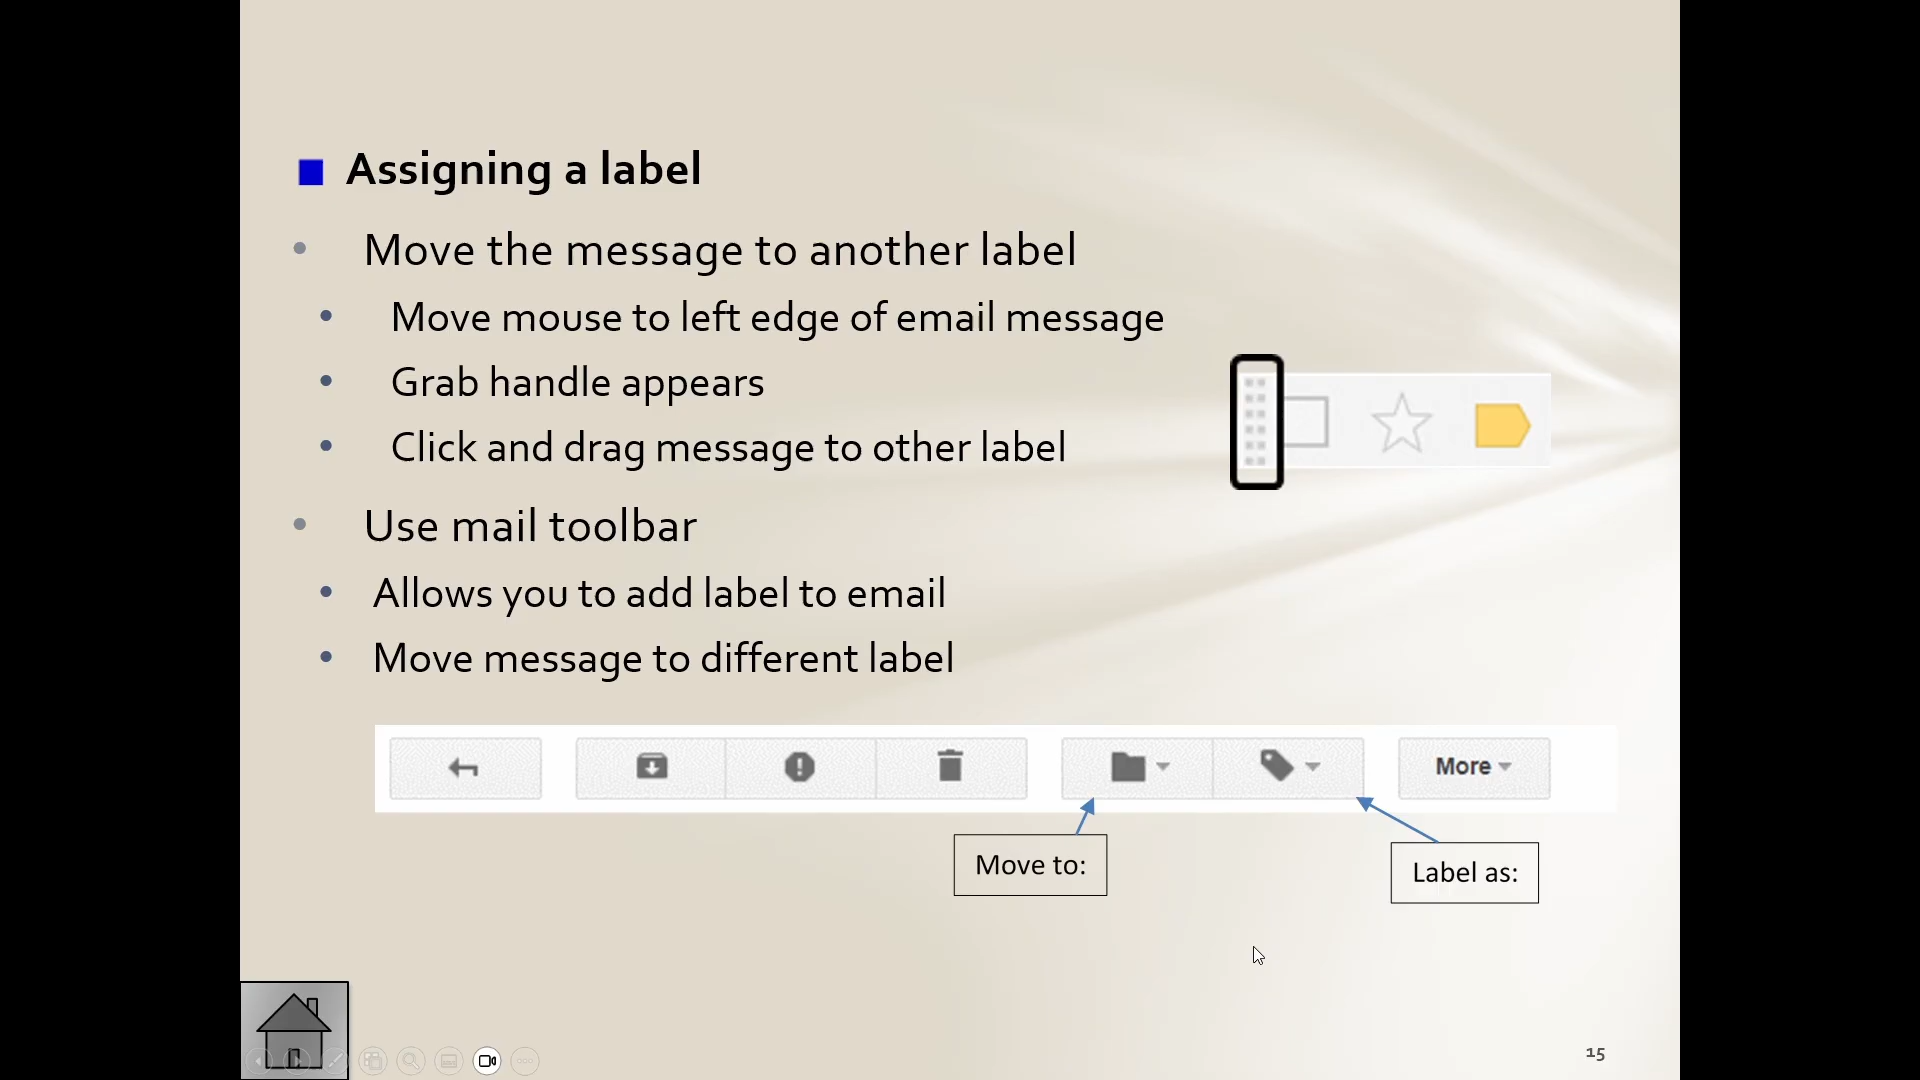 Assigning a label
Move the message to another label
Move mouse to left edge of email message
Grab handle appears
Click and drag message to other label
Use mail toolbar
Allows you to add label to email
Move message to different label
More
Move to:
Label as:
15